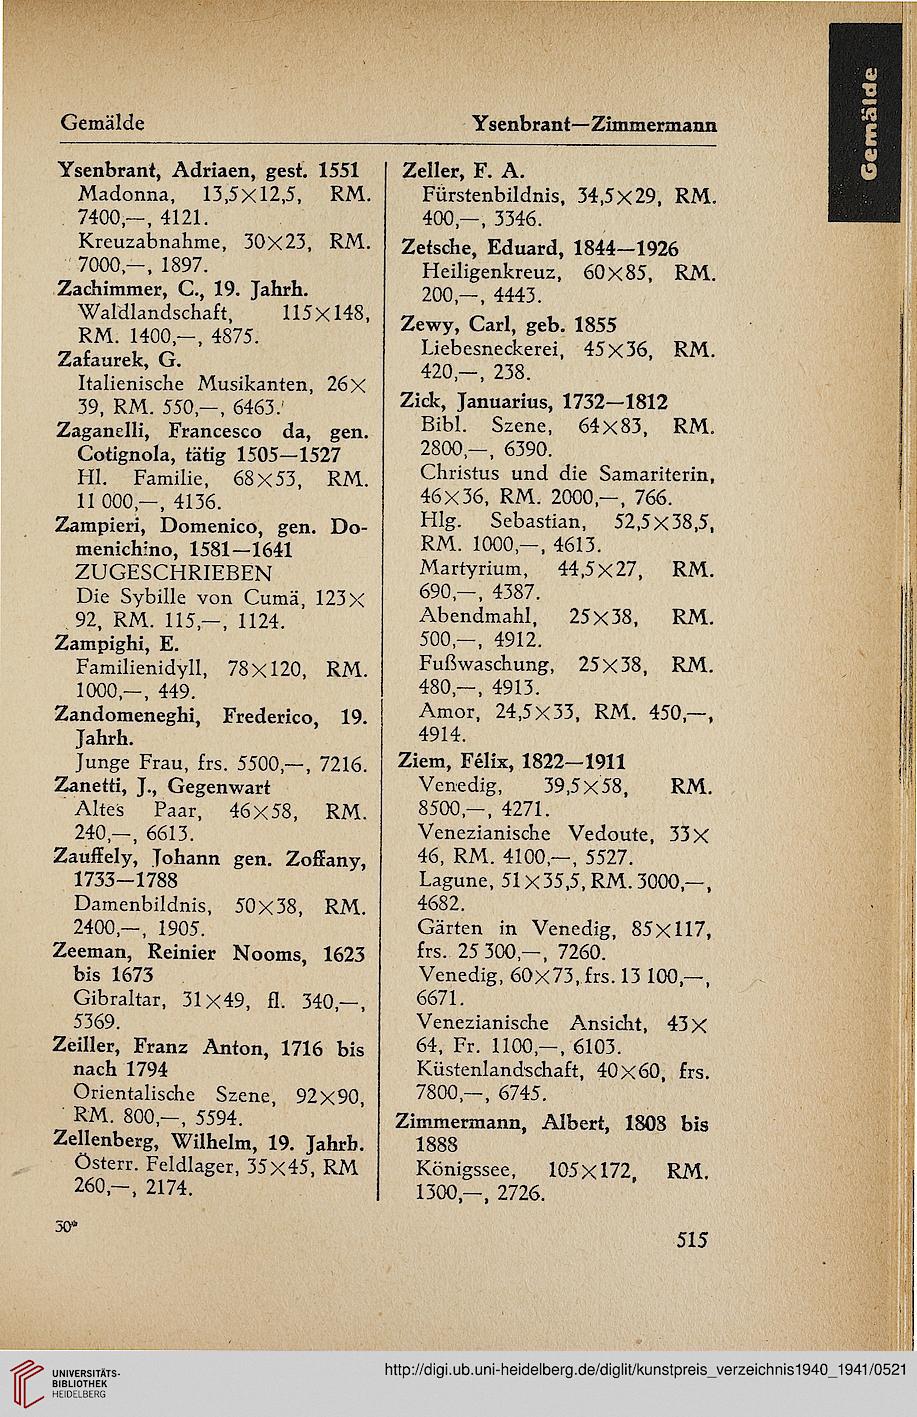 Gemälde
Gemälde Ysenbrant—Zimmermann
Ysenbrant, Adriaen, gest. 1551
Madonna, 13,5×12,5, RM.
7400,—, 4121.
Kreuzabnahme, 30×23, RM.
7000,—, 1897.
Zachimmer, C., 19. Jahrh.
Waldlandschaft, 115×148,
RM. 1400,—, 4875.
Zafaurek, G.
Italienische Musikanten, 26×
39, RM. 550,—, 6463.
Zaganelli, Francesco da, gen.
Cotignola, tätig 1505—1527
Hl. Familie, 68×53, RM.
11 000,—, 4136.
Zampieri, Domenico, gen. Do-
menichino, 1581—1641
ZUGESCHRIEBEN
Die Sybille von Cumä, 123×
92, RM. 115,—, 1124.
Zampighi, E.
Familienidyll, 78×120, RM.
1000,—, 449.
Zandomeneghi, Frederico, 19.
Jahrh.
Junge Frau, frs. 5500,—, 7216.
Zanetti, J., Gegenwart
Altes Paar, 46×58, RM.
240,—, 6613.
Zauffely, Johann gen. Zoffany,
1733—1788
Damenbildnis, 50×38, RM.
2400,—, 1905.
Zeeman, Reinier Nooms, 1623
bis 1673
Gibraltar, 31×49, fl. 340,—,
5369.
Zeiller, Franz Anton, 1716 bis
nach 1794
Orientalische Szene, 92×90,
RM. 800,—, 5594.
Zellenberg, Wilhelm, 19. Jahrh.
Österr. Feldlager, 35×45, RM
260,—, 2174.
Zeller, F. A.
Fürstenbildnis, 34,5×29, RM.
400,—, 3346.
Zetsche, Eduard, 1844—1926
Heiligenkreuz, 60×85, RM.
200,—, 4443.
Zewy, Carl, geb. 1855
Liebesneckerei, 45×36, RM.
420,—, 238.
Zick, Januarius, 1732—1812
Bibl. Szene, 64×83, RM.
2800,—, 6390.
Christus und die Samariterin,
46×36, RM. 2000,—, 766.
Hlg. Sebastian, 52,5×38,5,
RM. 1000,—, 4613.
Martyrium, 44,5×27, RM.
690,—, 4387.
Abendmahl, 25×38, RM.
500,—, 4912.
Fußwaschung, 25×38, RM.
480,—, 4913.
Amor, 24,5×33, RM. 450,—,
4914.
Ziem, Félix, 1822—1911
Venedig, 39,5×58, RM.
8500,—, 4271.
Venezianische Vedoute, 33×
46, RM. 4100,—, 5527.
Lagune, 51×35,5, RM. 3000,—,
4682.
Gärten in Venedig, 85×117,
frs. 25 300,—, 7260.
Venedig, 60×73, frs. 13 100,—,
6671.
Venezianische Ansicht, 43×
64, Fr. 1100,—, 6103.
Küstenlandschaft, 40×60, frs.
7800,—, 6745.
Zimmermann, Albert, 1808 bis
1888
Königssee, 105×172, RM.
1300,—, 2726.
30*
515
UNIVERSITÄTS-
BIBLIOTHEK
HEIDELBERG
http://digi.ub.uni-heidelberg.de/diglit/kunstpreis_verzeichnis1940_1941/0521